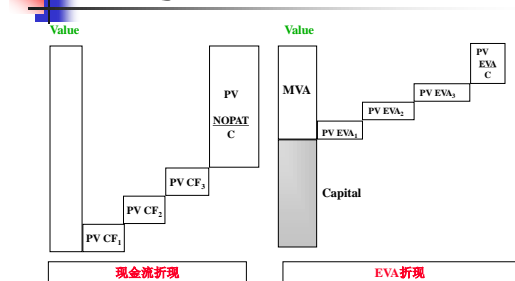 Value
PV
NOPAT
C
PV CF₃
PV CF₂
PV CF₁
现金流折现
Value
MVA
Capital
PV EVA₁
PV EVA₂
PV EVA₃
PV
EVA
C
EVA折现